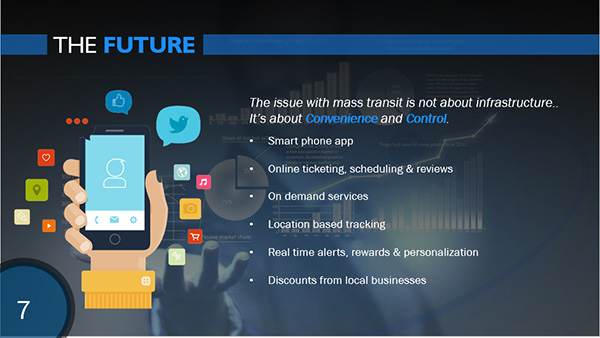 THE FUTURE
The issue with mass transit is not about infrastructure..
It's about Convenience and Control.
• Smart phone app
• Online ticketing, scheduling & reviews
• On demand services
• Location based tracking
• Real time alerts, rewards & personalization
• Discounts from local businesses
7